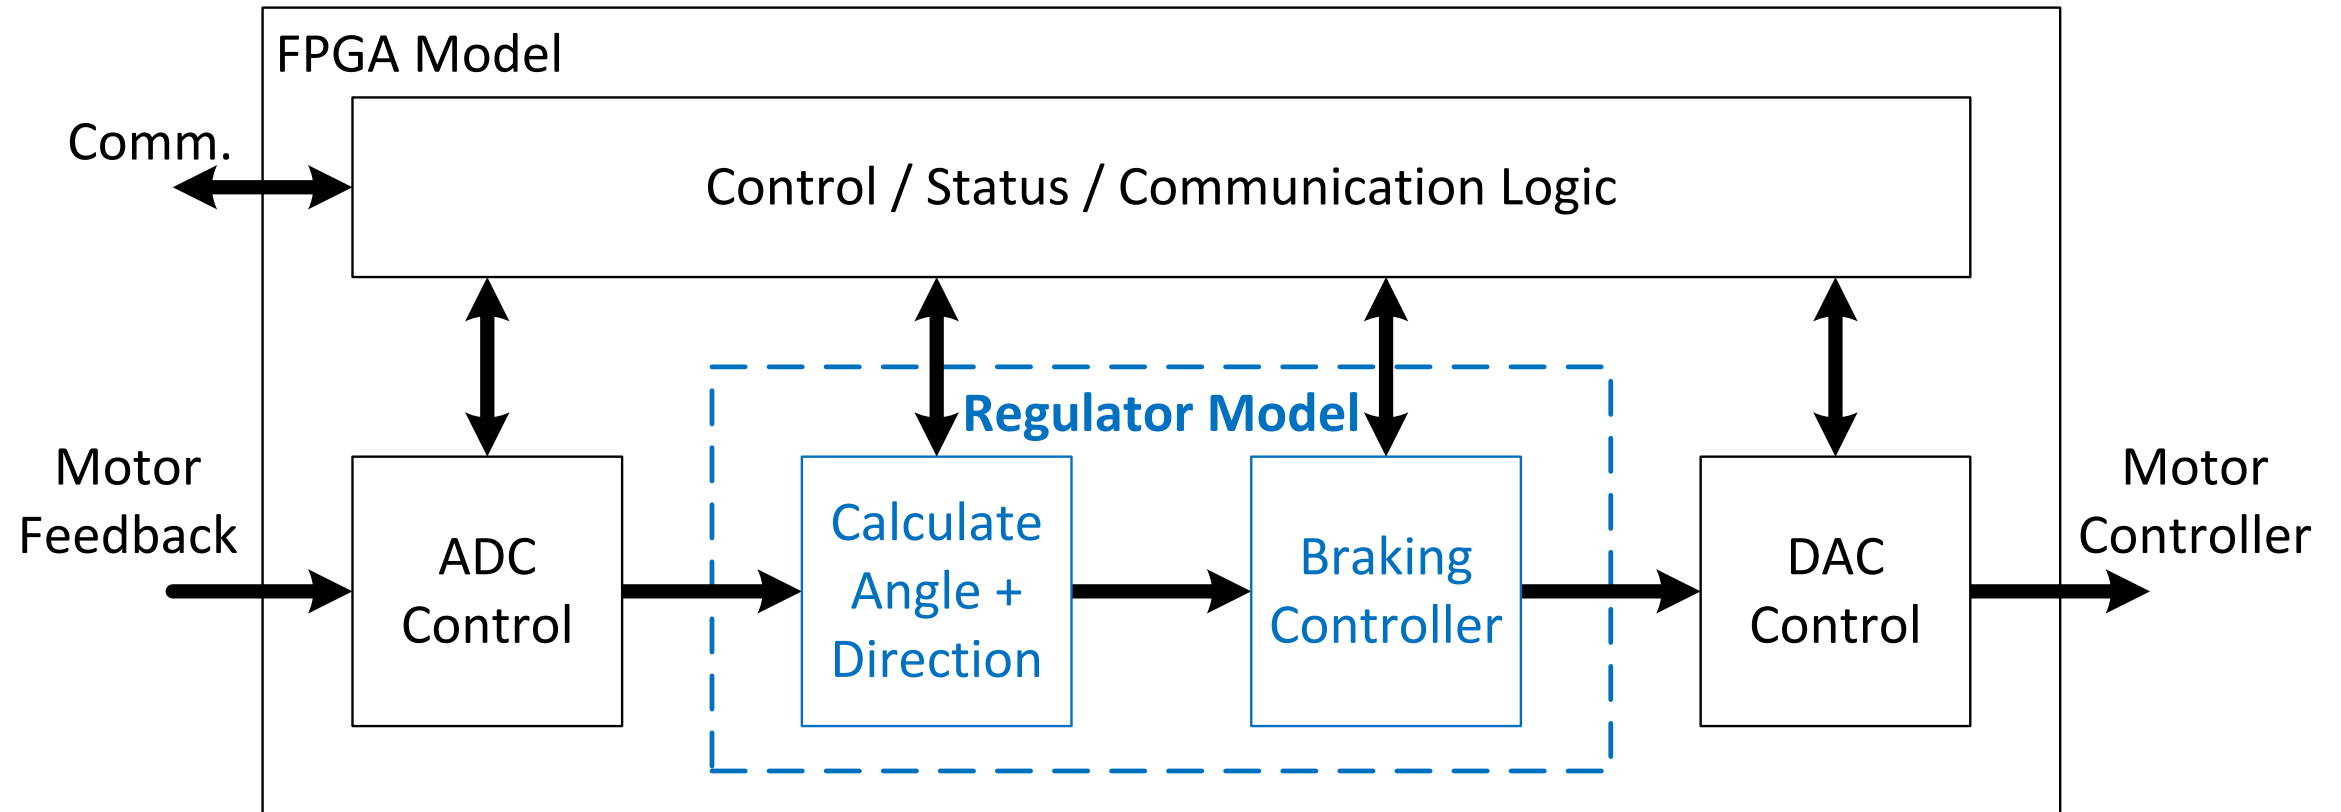 FPGA Model
Comm.
Control / Status / Communication Logic
Regulator Model
Motor
Feedback
ADC
Control
Calculate
Angle +
Direction
Braking
Controller
DAC
Control
Motor
Controller